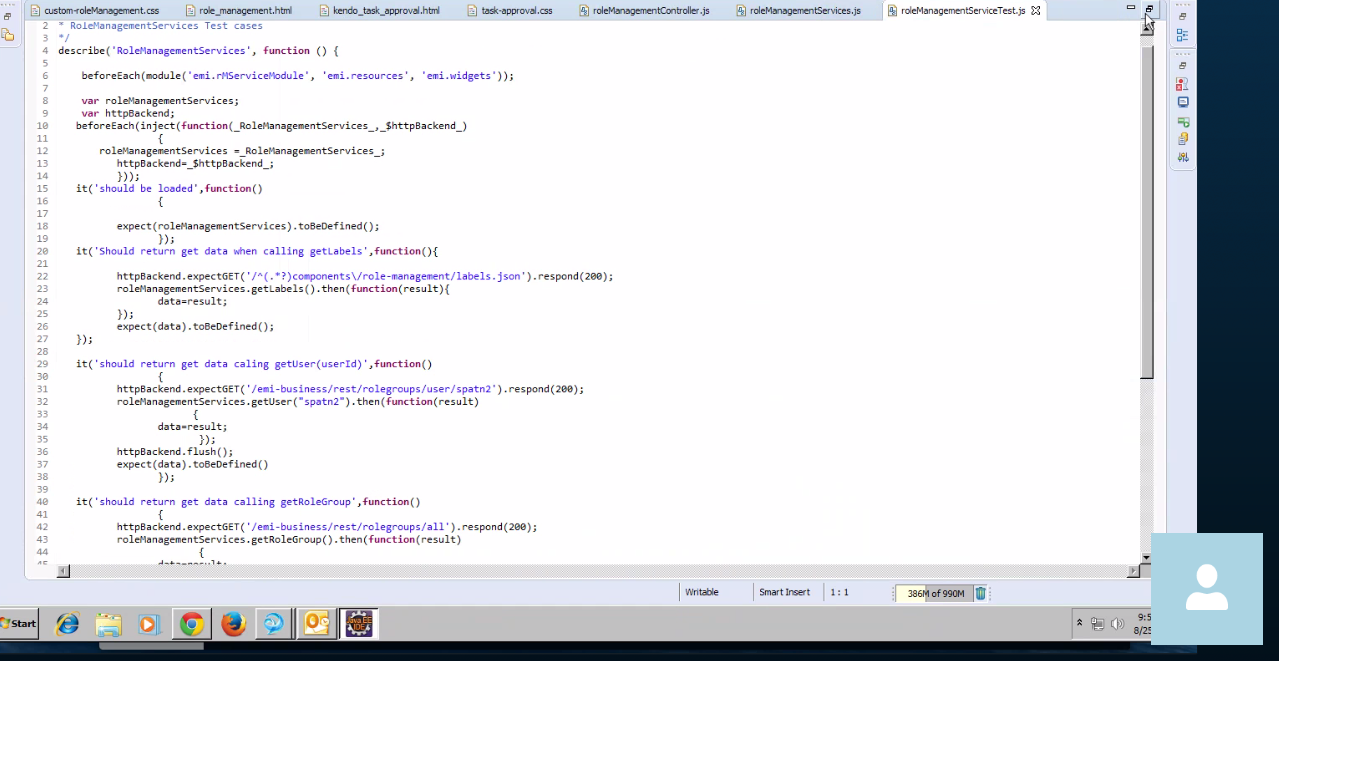 custom-roleManagement.css role_management.html kendo_task_approval.html task-approval.css roleManagementController.js roleManagementServices.js roleManagementServiceTest.js
2 * RoleManagementServices Test cases
3 */
4 describe('RoleManagementServices', function () {
5
6 beforeEach(module('emi.rMServiceModule', 'emi.resources', 'emi.widgets'));
7
8 var roleManagementServices;
9 var httpBackend;
10 beforeEach(inject(function(_RoleManagementServices_,_$httpBackend_)
11 {
12 roleManagementServices =_RoleManagementServices_;
13 httpBackend=_$httpBackend_;
14 }));
15 it('should be loaded',function()
16 {
17
18 expect(roleManagementServices).toBeDefined();
19 });
20 it('Should return get data when calling getLabels',function(){
21
22 httpBackend.expectGET('/^(.*?)components\/role-management/labels.json').respond(200);
23 roleManagementServices.getLabels().then(function(result){
24 data=result;
25 });
26 expect(data).toBeDefined();
27 });
28
29 it('should return get data caling getUser(userId)',function()
30 {
31 httpBackend.expectGET('/emi-business/rest/rolegroups/user/spatn2').respond(200);
32 roleManagementServices.getUser("spatn2").then(function(result)
33 {
34 data=result;
35 });
36 httpBackend.flush();
37 expect(data).toBeDefined()
38 });
39
40 it('should return get data calling getRoleGroup',function()
41 {
42 httpBackend.expectGET('/emi-business/rest/rolegroups/all').respond(200);
43 roleManagementServices.getRoleGroup().then(function(result)
44 {
45 data=result;
Writable Smart Insert 1 : 1 386M of 990M
Start Java EE IDE 9:5
8/25